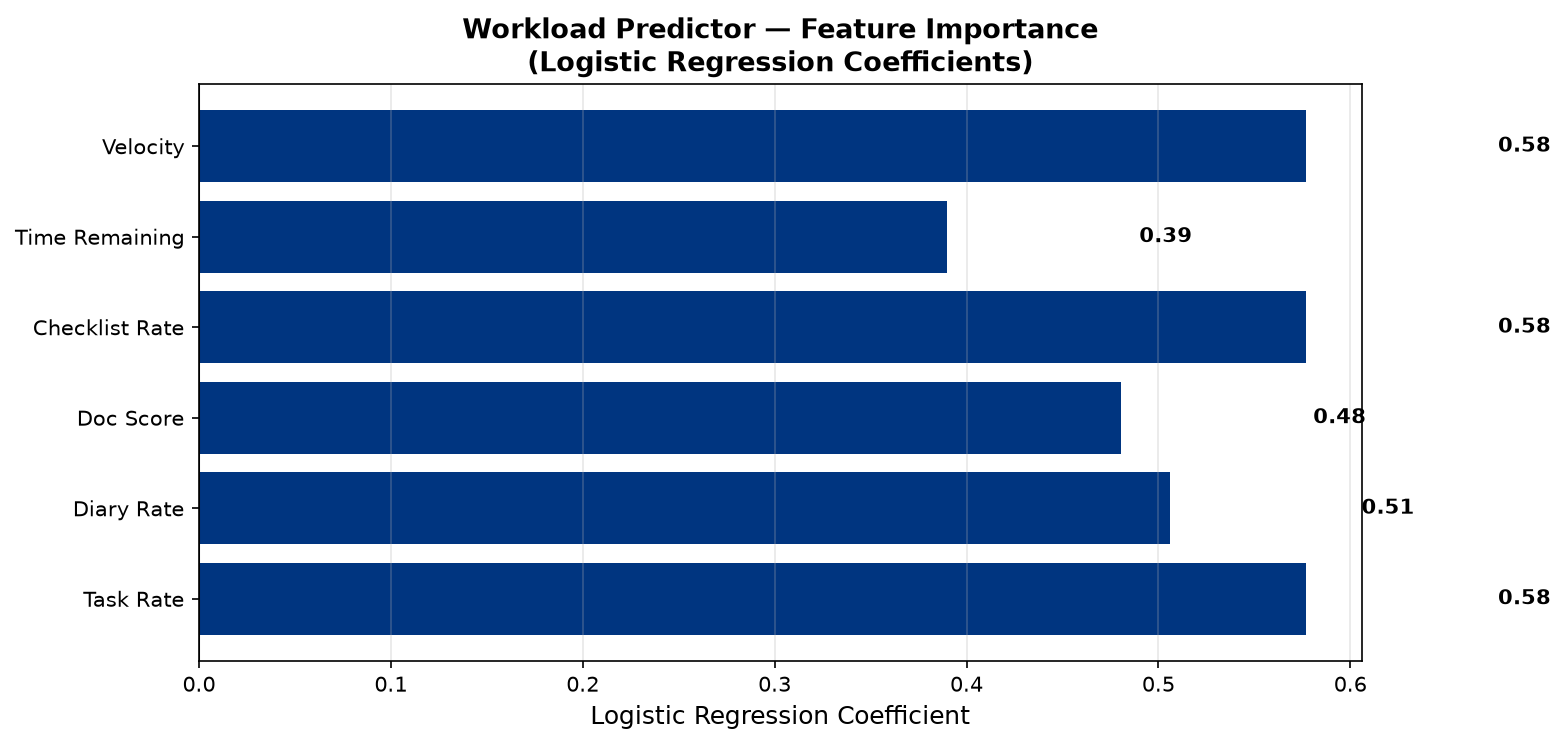 Workload Predictor — Feature Importance
(Logistic Regression Coefficients)
Velocity 0.58
Time Remaining 0.39
Checklist Rate 0.58
Doc Score 0.48
Diary Rate 0.51
Task Rate 0.58
0.0 0.1 0.2 0.3 0.4 0.5 0.6
Logistic Regression Coefficient